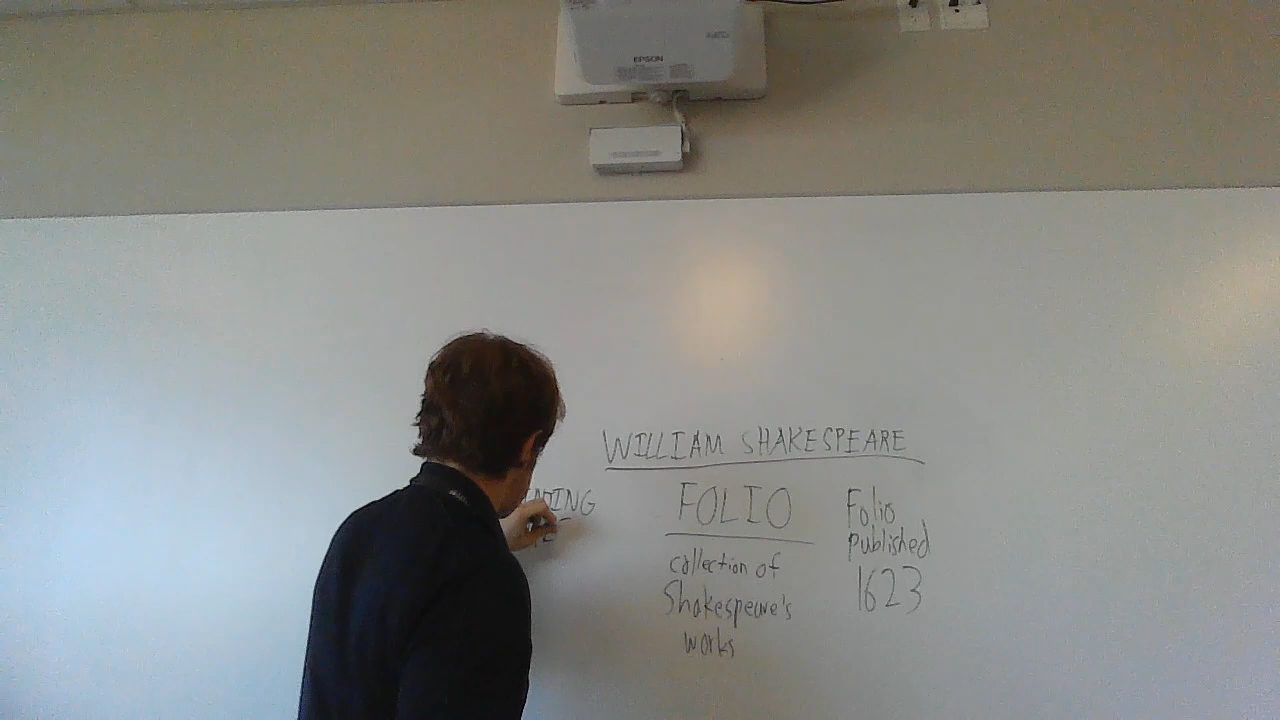 EPSON
WILLIAM SHAKESPEARE
FOLIO
collection of
Shakespeare's
works
Folio
published
1623